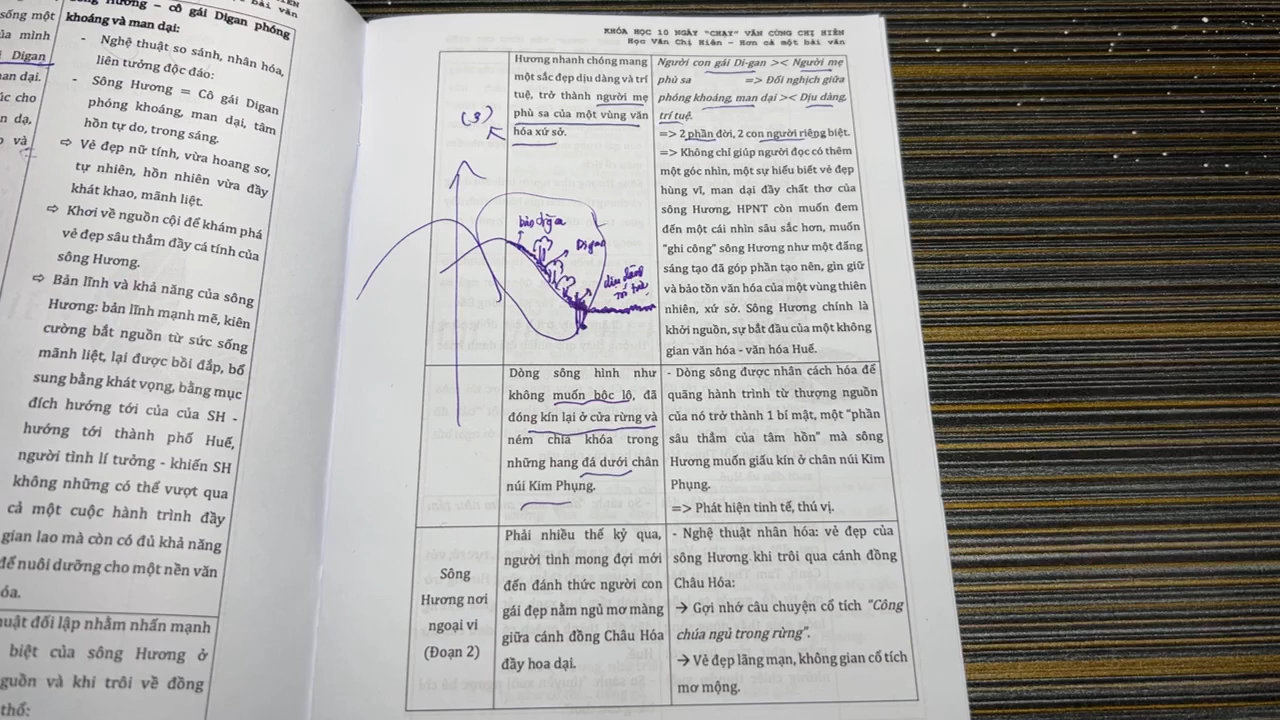 sống một
của mình
Digan
man dại.
úc cho
n dạ,
và
Hương – cô gái Digan phóng
khoáng và man dại:
- Nghệ thuật so sánh, nhân hóa,
liên tưởng độc đáo:
- Sông Hương = Cô gái Digan
phóng khoáng, man dại, tâm
hồn tự do, trong sáng.
⇨ Vẻ đẹp nữ tính, vừa hoang sơ,
tự nhiên, hồn nhiên vừa đầy
khát khao, mãnh liệt.
⇨ Khơi về nguồn cội để khám phá
vẻ đẹp sâu thẳm đầy cá tính của
sông Hương.
⇨ Bản lĩnh và khả năng của sông
Hương: bản lĩnh mạnh mẽ, kiên
cường bắt nguồn từ sức sống
mãnh liệt, lại được bồi đắp, bổ
sung bằng khát vọng, bằng mục
đích hướng tới của của SH -
hướng tới thành phố Huế,
người tình lí tưởng - khiến SH
không những có thể vượt qua
cả một cuộc hành trình đầy
gian lao mà còn có đủ khả năng
để nuôi dưỡng cho một nền văn
hóa.
thuật đối lập nhằm nhấn mạnh
biệt của sông Hương ở
nguồn và khi trôi về đồng
thổ:
KHÓA HỌC 10 NGÀY "CHẠY" VĂN CÙNG CHỊ HIÊN
Học Văn Chị Hiên – Hơn cả một bài văn
Hương nhanh chóng mang
một sắc đẹp dịu dàng và trí
tuệ, trở thành người mẹ
phù sa của một vùng văn
hóa xứ sở.
Người con gái Di-gan >< Người mẹ
phù sa => Đối nghịch giữa
phóng khoáng, man dại >< Dịu dàng,
trí tuệ.
=> 2 phần đời, 2 con người riêng biệt.
=> Không chỉ giúp người đọc có thêm
một góc nhìn, một sự hiểu biết vẻ đẹp
hùng vĩ, man dại đầy chất thơ của
sông Hương, HPNT còn muốn đem
đến một cái nhìn sâu sắc hơn, muốn
"ghi công" sông Hương như một đấng
sáng tạo đã góp phần tạo nên, gìn giữ
và bảo tồn văn hóa của một vùng thiên
nhiên, xứ sở. Sông Hương chính là
khởi nguồn, sự bắt đầu của một không
gian văn hóa - văn hóa Huế.
Digan
dịu dàng
Dòng sông hình như
không muốn bộc lộ, đã
đóng kín lại ở cửa rừng và
ném chìa khóa trong
những hang đá dưới chân
núi Kim Phụng.
- Dòng sông được nhân cách hóa để
quãng hành trình từ thượng nguồn
của nó trở thành 1 bí mật, một "phần
sâu thẳm của tâm hồn" mà sông
Hương muốn giấu kín ở chân núi Kim
Phụng.
=> Phát hiện tinh tế, thú vị.
Sông
Hương nơi
ngoại vi
(Đoạn 2)
Phải nhiều thế kỷ qua,
người tình mong đợi mới
đến đánh thức người con
gái đẹp nằm ngủ mơ màng
giữa cánh đồng Châu Hóa
đầy hoa dại.
- Nghệ thuật nhân hóa: vẻ đẹp của
sông Hương khi trôi qua cánh đồng
Châu Hóa:
→ Gợi nhớ câu chuyện cổ tích "Công
chúa ngủ trong rừng".
→ Vẻ đẹp lãng mạn, không gian cổ tích
mơ mộng.